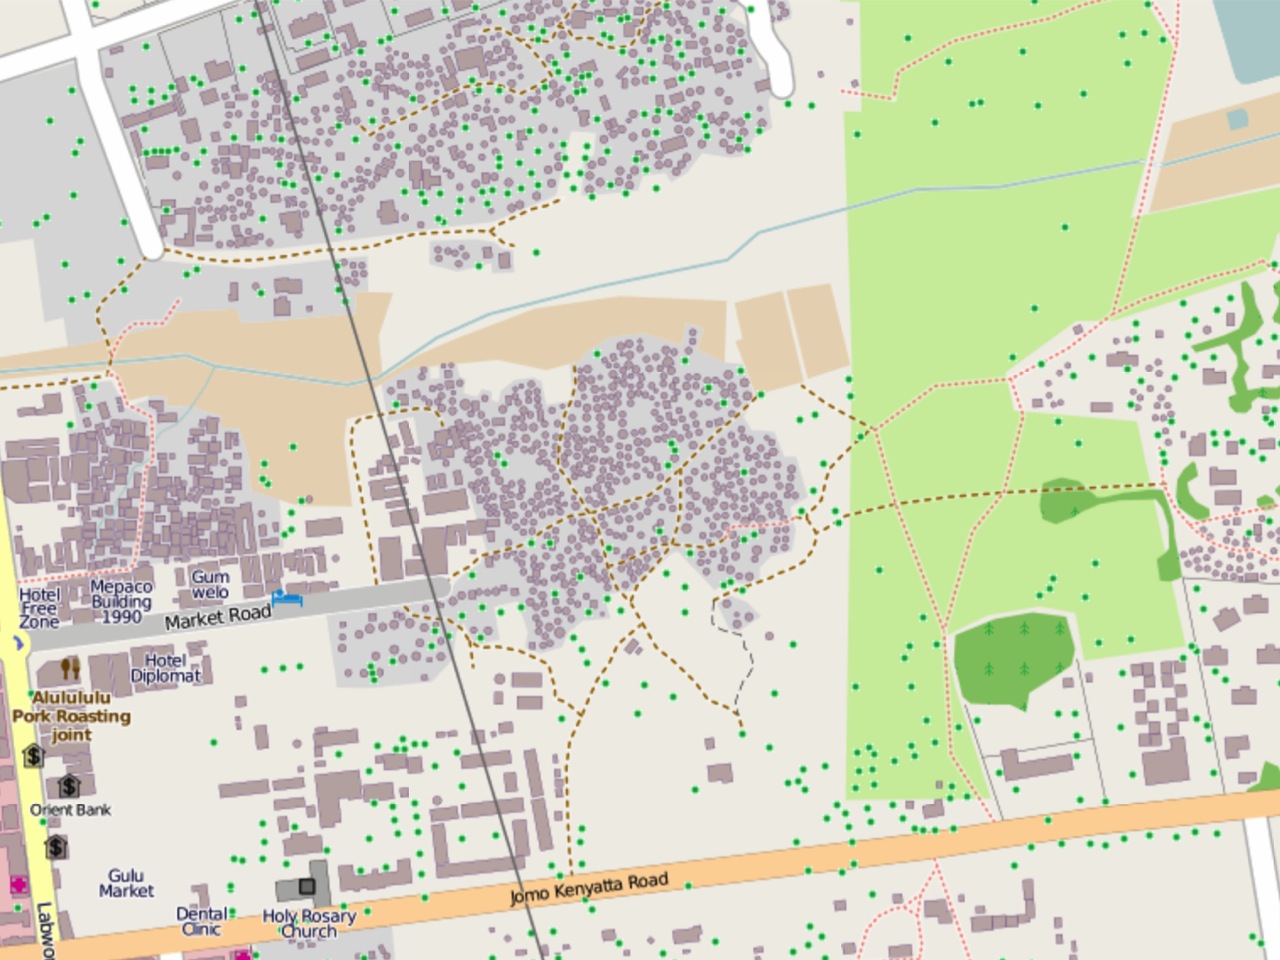 Hotel
Free
Zone
Mepaco
Building
1990
Gum
welo
Market Road
Hotel
Diplomat
Alulululu
Pork Roasting
joint
$
$
Orient Bank
$
Gulu
Market
Jomo Kenyatta Road
Dental
Clinic
Holy Rosary
Church
Labwo